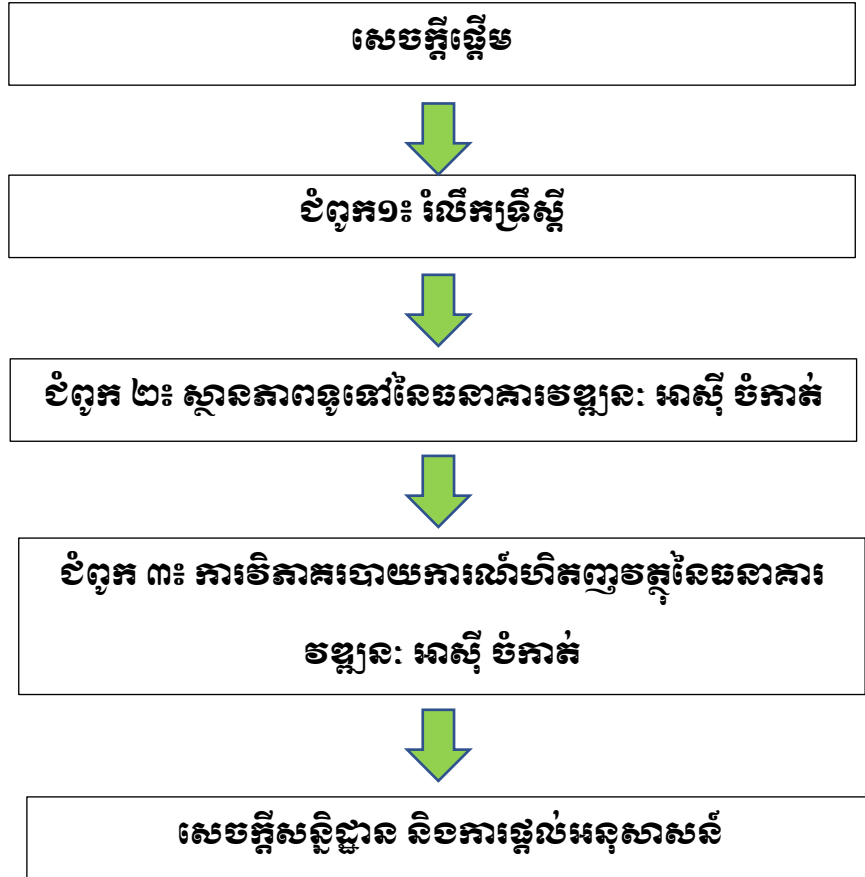 សេចក្តីផ្តើម
ជំពូក១៖ រំលឹកទ្រឹស្តី
ជំពូក ២៖ ស្ថានភាពទូទៅនៃធនាគារវឌ្ឍនៈ អាស៊ី ចំកាត់
ជំពូក ៣៖ ការវិភាគរបាយការណ៍ហិតញវត្ថុនៃធនាគារ
វឌ្ឍនៈ អាស៊ី ចំកាត់
សេចក្តីសន្និដ្ឋាន និងការផ្តល់អនុសាសន៍